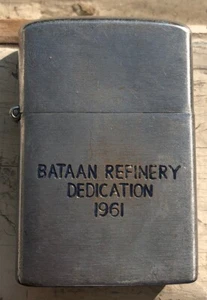 BATAAN REFINERY
DEDICATION
1961